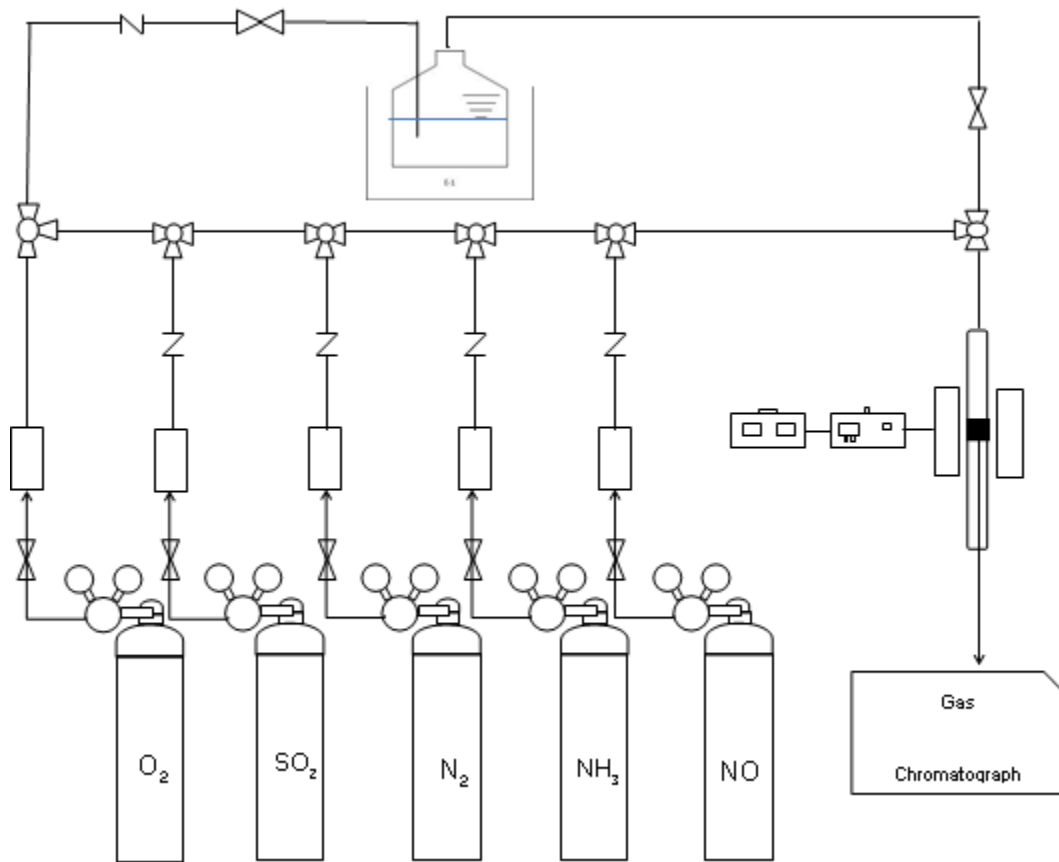 O₂
SO₂
N₂
NH₃
NO
Gas
Chromatograph